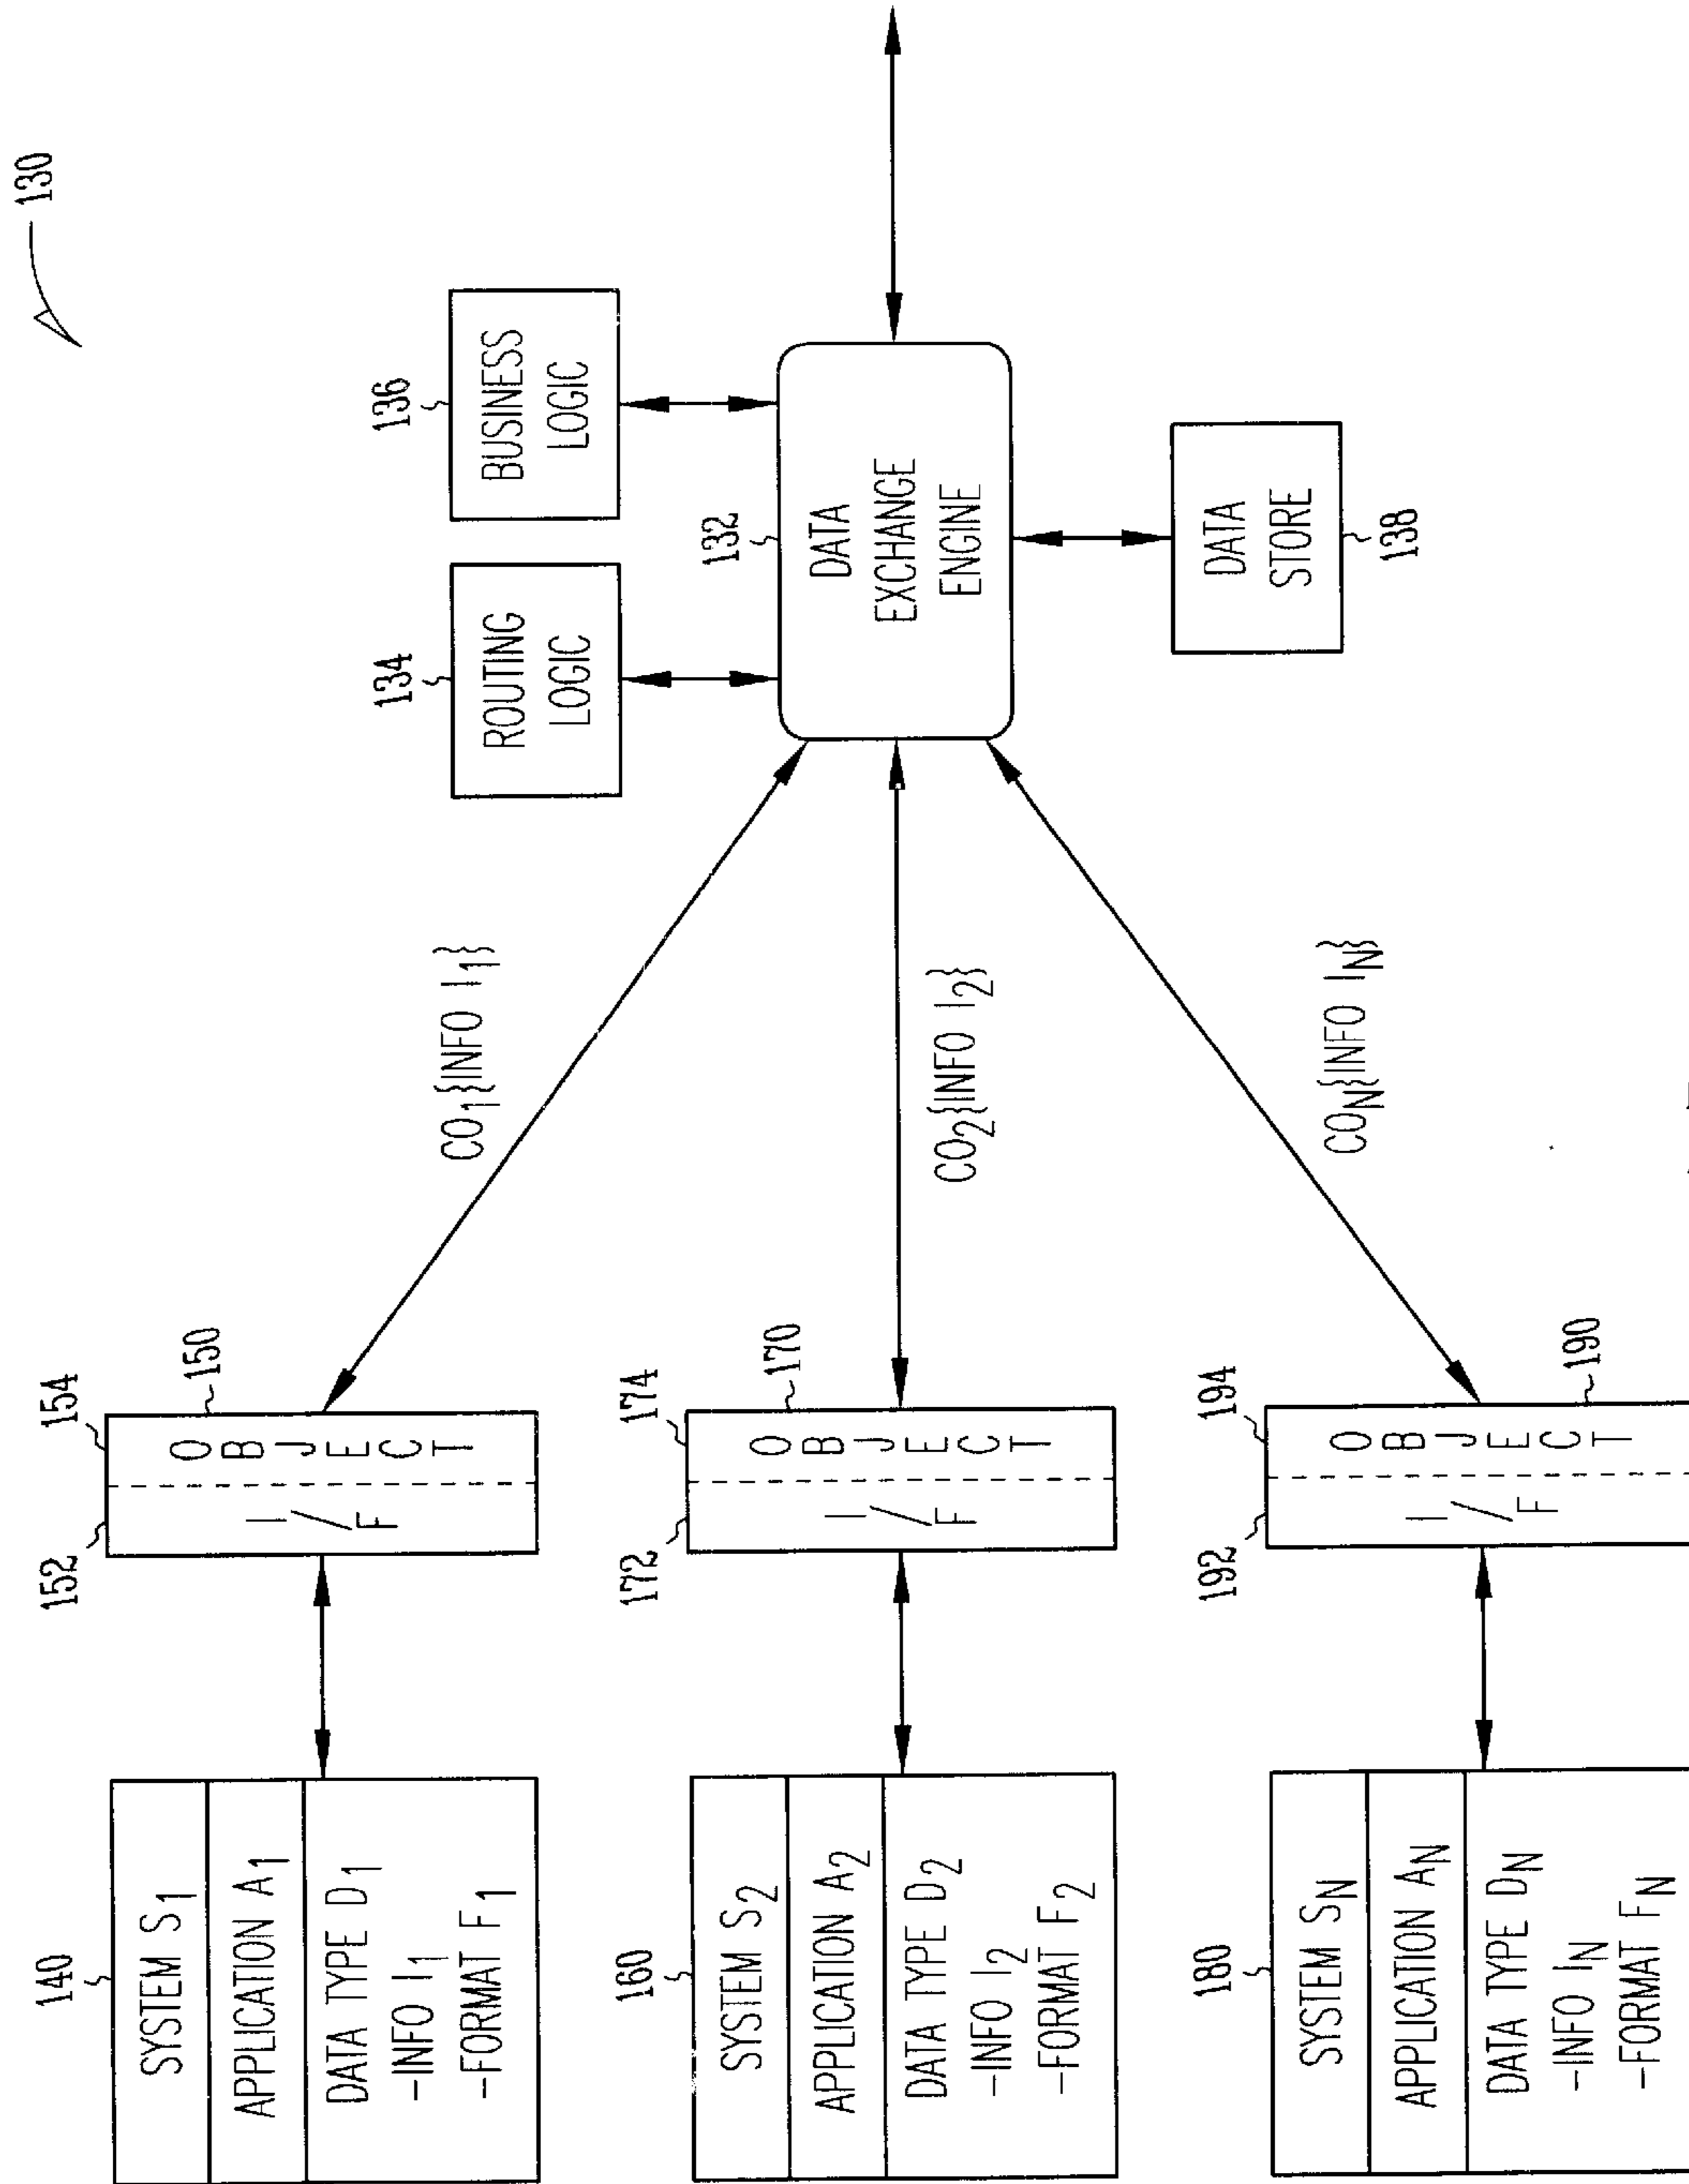 130
140
SYSTEM S1
APPLICATION A1
DATA TYPE D1
-INFO I1
-FORMAT F1
152
154
I/F
OBJECT
150
CO1{INFO I1}
134
ROUTING
LOGIC
136
BUSINESS
LOGIC
160
SYSTEM S2
APPLICATION A2
DATA TYPE D2
-INFO I2
-FORMAT F2
172
174
I/F
OBJECT
170
CO2{INFO I2}
132
DATA
EXCHANGE
ENGINE
180
SYSTEM SN
APPLICATION AN
DATA TYPE DN
-INFO IN
-FORMAT FN
192
194
I/F
OBJECT
190
CON{INFO IN}
DATA
STORE
138